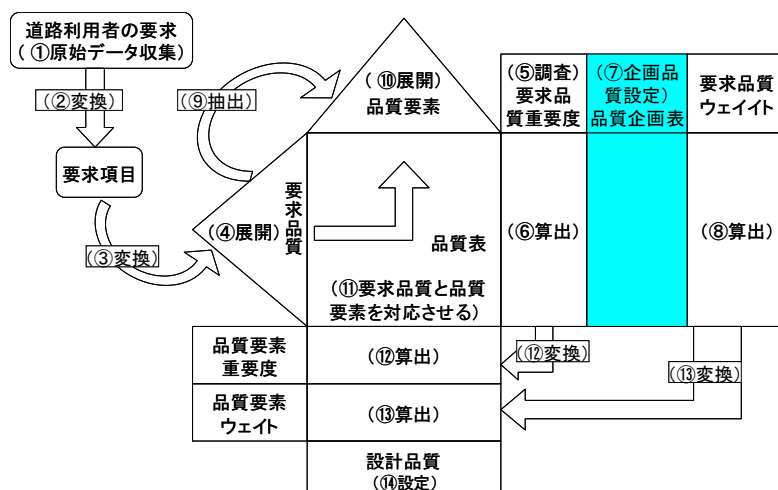 道路利用者の要求
(①原始データ収集)
(②変換)
要求項目
(③変換)
(④展開)
要求品質
(⑨抽出)
(⑩展開)
品質要素
(⑤調査)
要求品
質重要度
(⑦企画品
質設定)
品質企画表
要求品質
ウェイイト
品質表
(⑥算出)
(⑧算出)
(⑪要求品質と品質
要素を対応させる)
品質要素
重要度
(⑫算出)
(⑫変換)
(⑬変換)
品質要素
ウェイト
(⑬算出)
設計品質
(⑭設定)